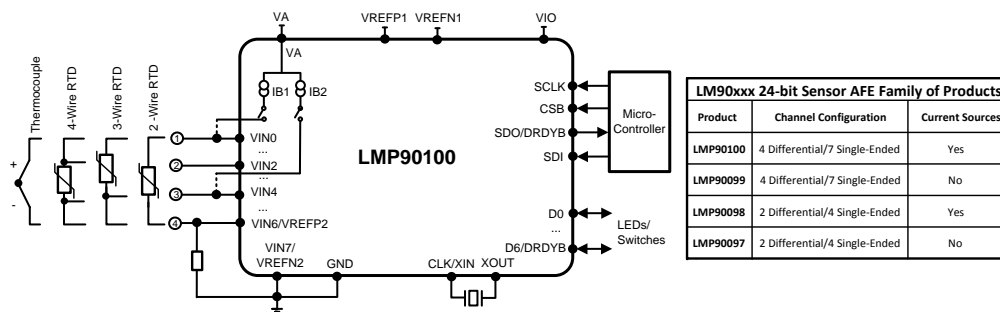 VA
VREFP1
VREFN1
VIO
VA
IB1
IB2
Thermocouple
4-Wire RTD
3-Wire RTD
2 -Wire RTD
+
-
1
2
3
4
VIN0
...
VIN2
...
VIN4
...
VIN6/VREFP2
VIN7/
VREFN2
GND
CLK/XIN
XOUT
LMP90100
SCLK
CSB
SDO/DRDYB
SDI
D0
...
D6/DRDYB
Micro-
Controller
LEDs/
Switches
LM90xxx 24-bit Sensor AFE Family of Products
Product Channel Configuration Current Sources
LMP90100 4 Differential/7 Single-Ended Yes
LMP90099 4 Differential/7 Single-Ended No
LMP90098 2 Differential/4 Single-Ended Yes
LMP90097 2 Differential/4 Single-Ended No